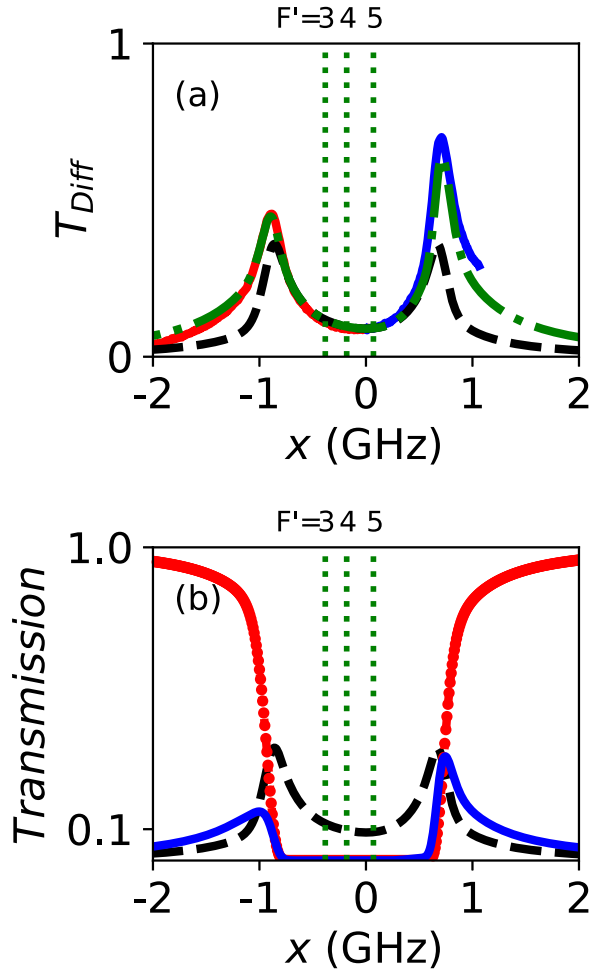 F'=3 4 5
1
(a)
T_Diff
0
-2 -1 0 1 2
x (GHz)
F'=3 4 5
1.0
(b)
Transmission
0.1
-2 -1 0 1 2
x (GHz)